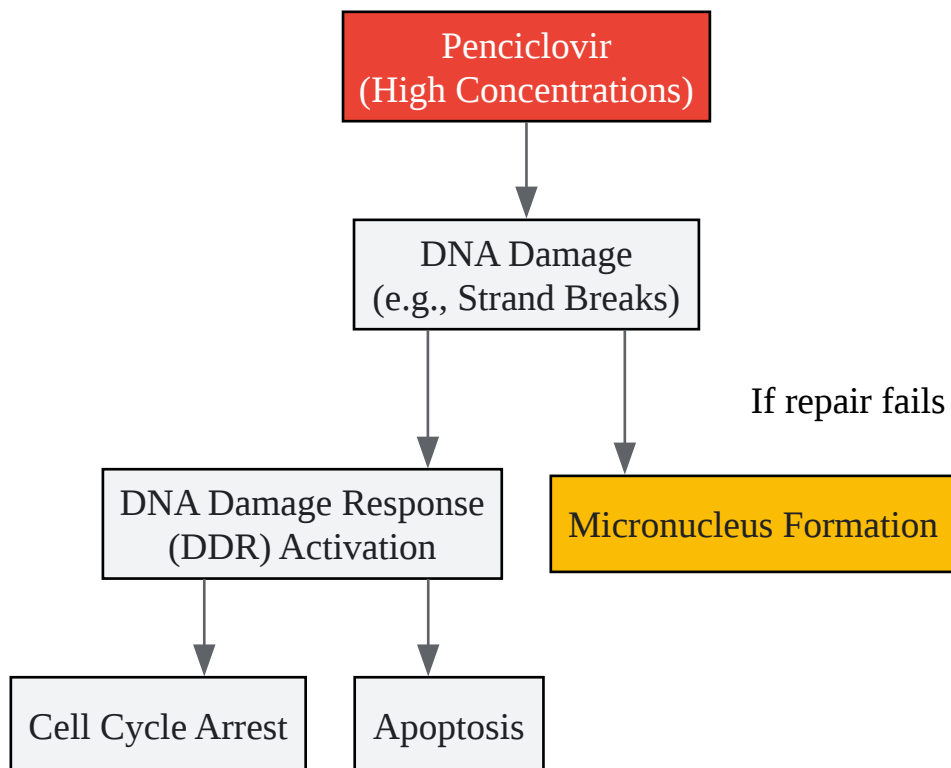 Penciclovir
(High Concentrations)
DNA Damage
(e.g., Strand Breaks)
If repair fails
DNA Damage Response
(DDR) Activation
Micronucleus Formation
Cell Cycle Arrest
Apoptosis